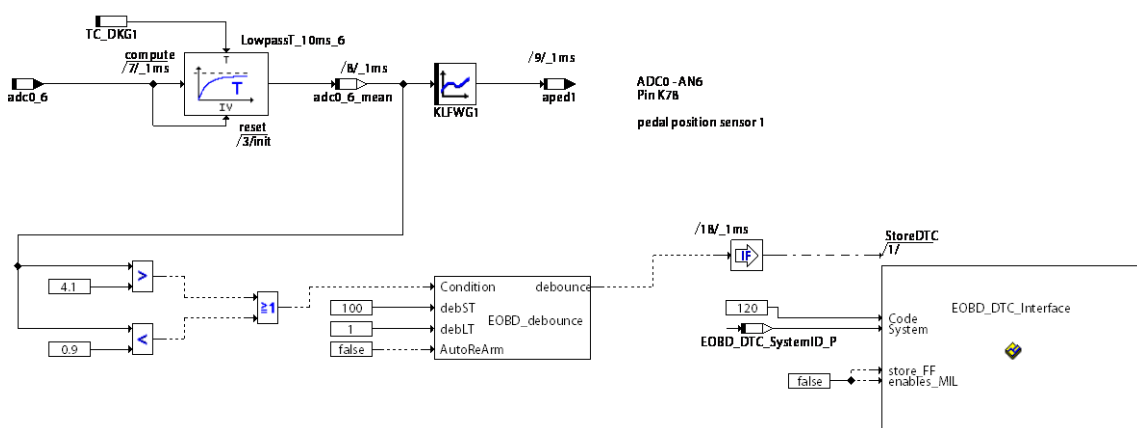 TC_DKG1
LowpassT_10ms_6
compute
/7/_1ms
T
T
IV
adc0_6
reset
/3/init
/8/_1ms
adc0_6_mean
KLFWG1
/9/_1ms
aped1
ADC0 - AN6
Pin K78
pedal position sensor 1
4.1
>
0.9
<
≥1
100
1
false
Condition
debounce
debST
EOBD_debounce
debLT
AutoReArm
/18/_1ms
IF
StoreDTC
/1/
120
EOBD_DTC_SystemID_P
false
Code
System
EOBD_DTC_Interface
store_FF
enables_MIL